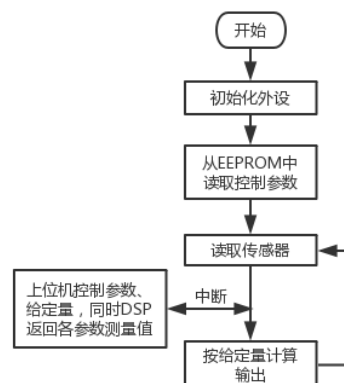 开始
初始化外设
从EEPROM中
读取控制参数
读取传感器
上位机控制参数、
给定量，同时DSP
返回各参数测量值
中断
按给定量计算
输出